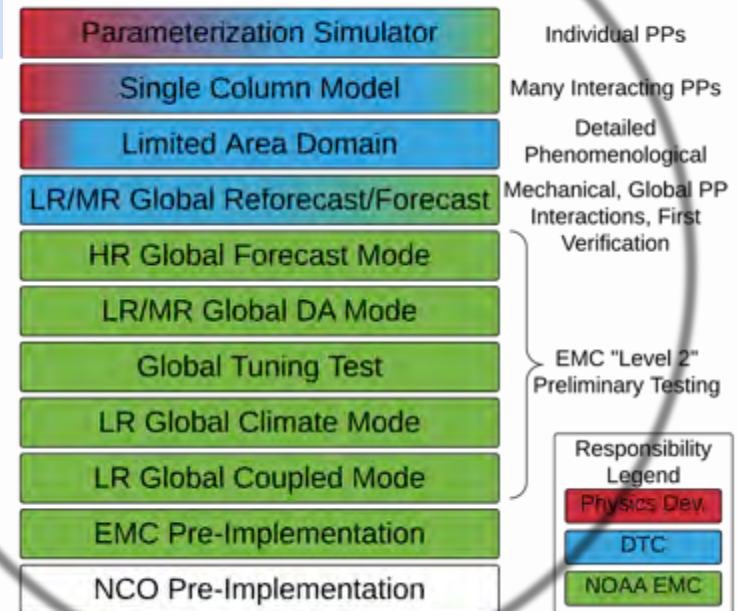 Parameterization Simulator
Individual PPs
Single Column Model
Many Interacting PPs
Limited Area Domain
Detailed
Phenomenological
LR/MR Global Reforecast/Forecast
Mechanical, Global PP
Interactions, First
Verification
HR Global Forecast Mode
LR/MR Global DA Mode
Global Tuning Test
EMC "Level 2"
Preliminary Testing
LR Global Climate Mode
LR Global Coupled Mode
EMC Pre-Implementation
NCO Pre-Implementation
Responsibility
Legend
Physics Dev.
DTC
NOAA EMC